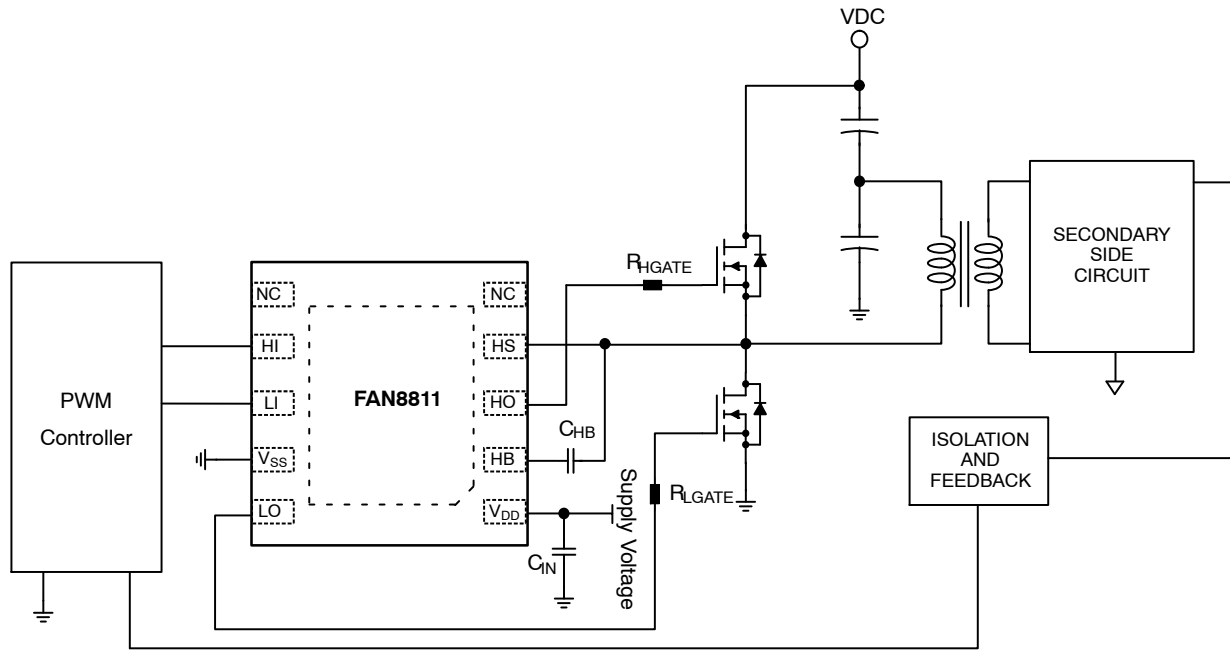 VDC
SECONDARY
SIDE
CIRCUIT
R_HGATE
NC
NC
HI
HS
LI
FAN8811
HO
PWM
Controller
C_HB
V_SS
HB
ISOLATION
AND
FEEDBACK
R_LGATE
LO
V_DD
Supply Voltage
C_IN